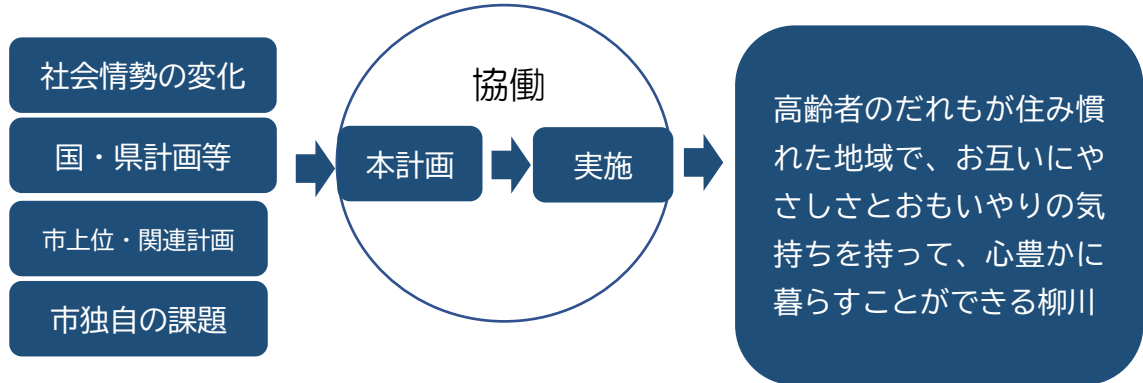 社会情勢の変化
国・県計画等
市上位・関連計画
市独自の課題
協働
本計画
実施
高齢者のだれもが住み慣
れた地域で、お互いにや
さしさとおもいやりの気
持ちを持って、心豊かに
暮らすことができる柳川